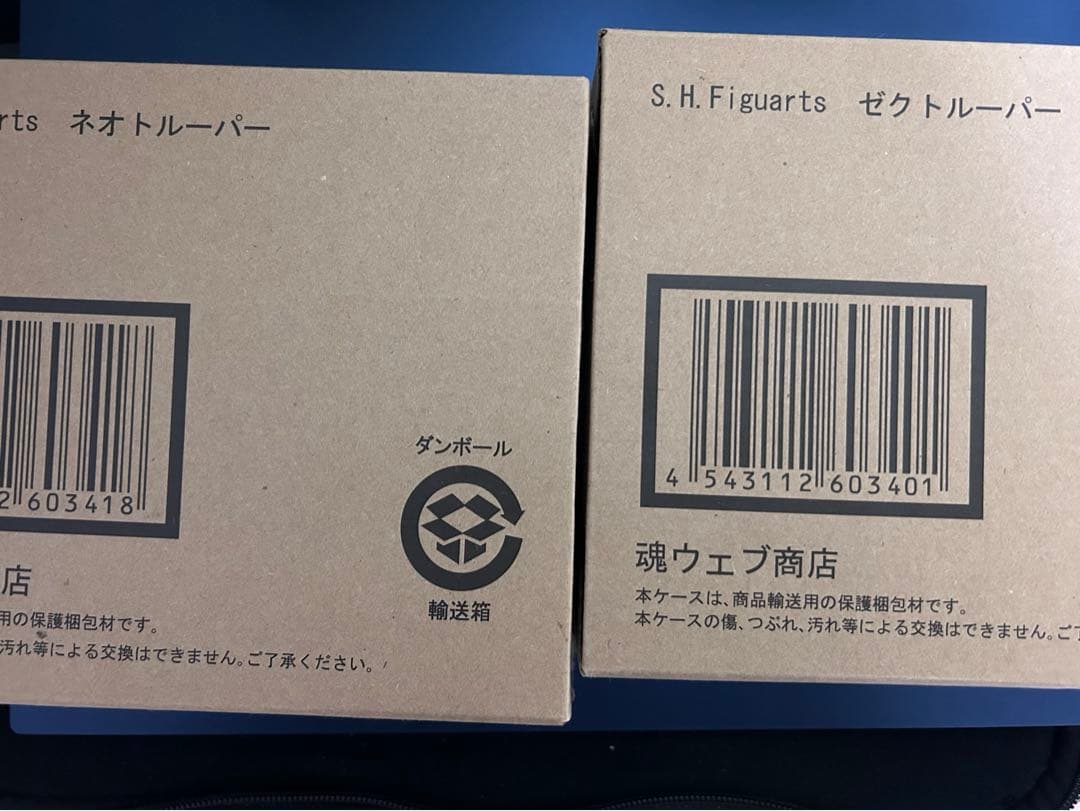 rts ネオトルーパー
2 603418
ダンボール
輸送箱
店
用の保護梱包材です。
汚れ等による交換はできません。ご了承ください。
S.H.Figuarts ゼクトルーパー
4 543112 603401
魂ウェブ商店
本ケースは、商品輸送用の保護梱包材です。
本ケースの傷、つぶれ、汚れ等による交換はできません。ご了